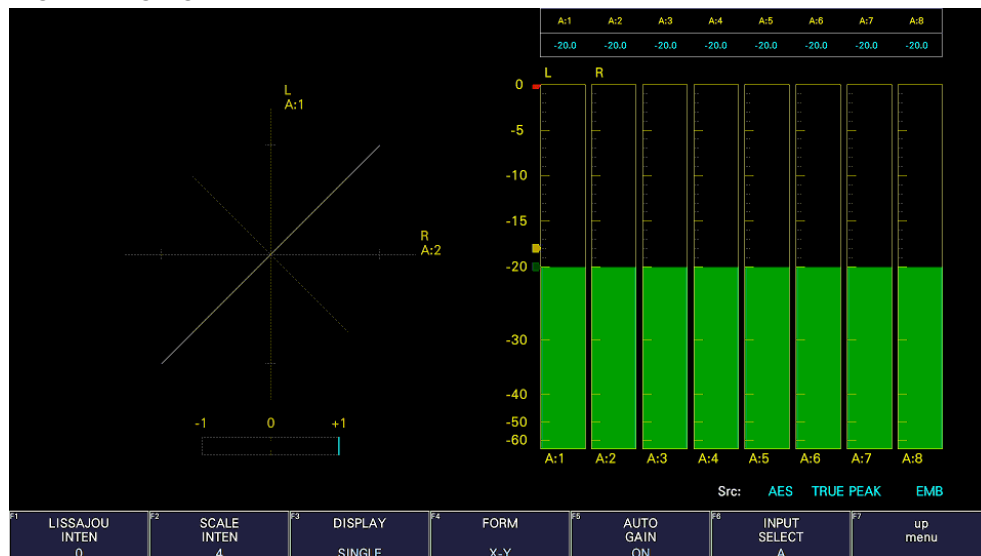 A:1 A:2 A:3 A:4 A:5 A:6 A:7 A:8
-20.0 -20.0 -20.0 -20.0 -20.0 -20.0 -20.0 -20.0
L R
0
-5
-10
-15
-20
-30
-40
-50
-60
L
A:1
R
A:2
-1 0 +1
A:1 A:2 A:3 A:4 A:5 A:6 A:7 A:8
Src: AES TRUE PEAK EMB
F1 LISSAJOU INTEN 0
F2 SCALE INTEN 4
F3 DISPLAY SINGLE
F4 FORM X-Y
F5 AUTO GAIN ON
F6 INPUT SELECT A
F7 up menu